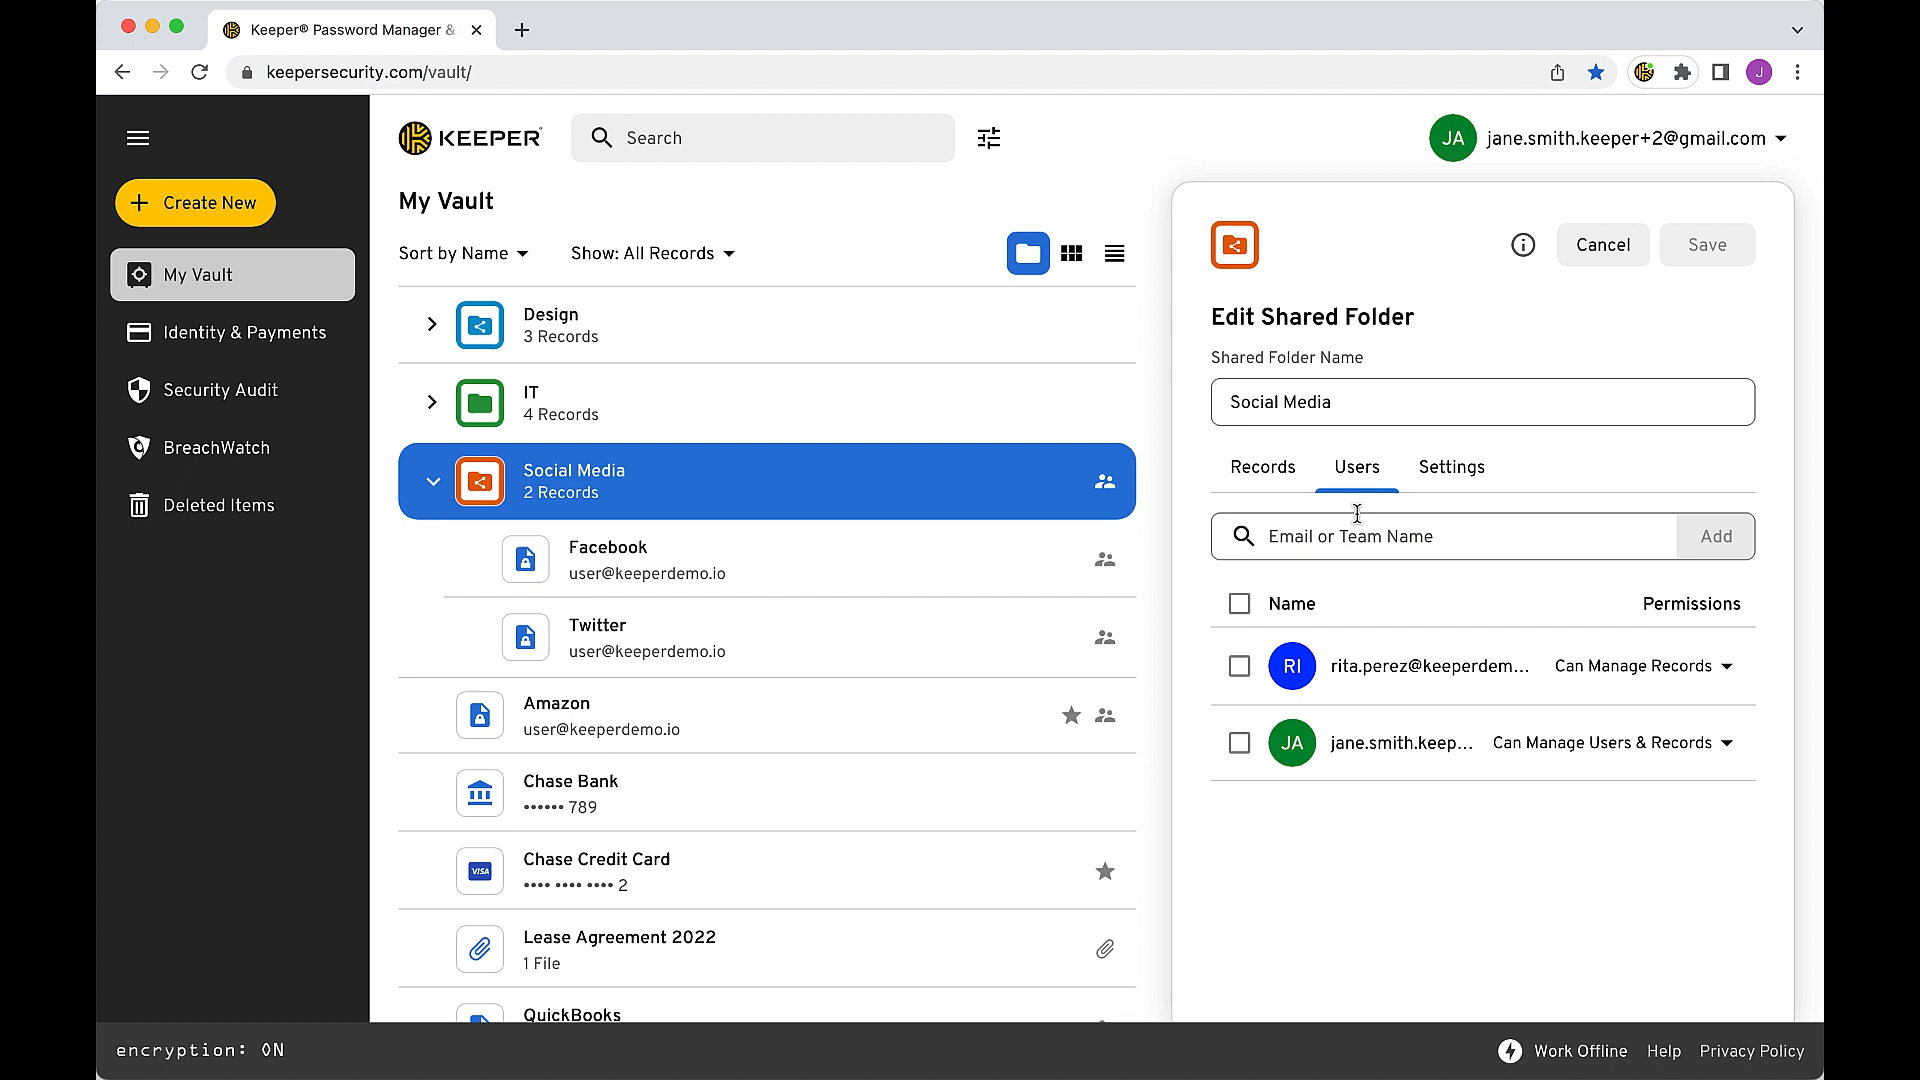 Keeper® Password Manager &
keepersecurity.com/vault/
J
KEEPER
Search
JA
jane.smith.keeper+2@gmail.com
Create New
My Vault
Identity & Payments
Security Audit
BreachWatch
Deleted Items
My Vault
Sort by Name
Show: All Records
Design
3 Records
IT
4 Records
Social Media
2 Records
Facebook
user@keeperdemo.io
Twitter
user@keeperdemo.io
Amazon
user@keeperdemo.io
Chase Bank
•••••• 789
VISA
Chase Credit Card
•••• •••• •••• 2
Lease Agreement 2022
1 File
QuickBooks
Cancel
Save
Edit Shared Folder
Shared Folder Name
Social Media
Records
Users
Settings
Email or Team Name
Add
Name
Permissions
RI
rita.perez@keeperdem...
Can Manage Records
JA
jane.smith.keep...
Can Manage Users & Records
encryption: ON
Work Offline
Help
Privacy Policy